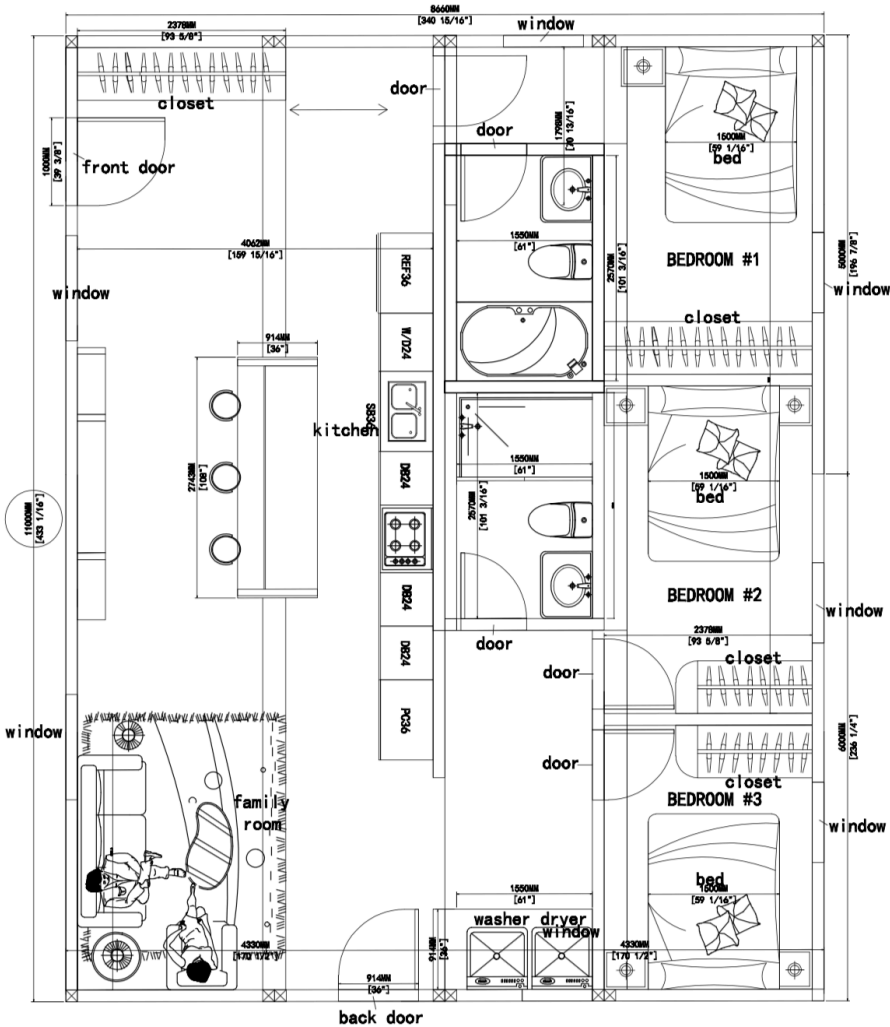 8660MM
[340 15/16"]
2378MM
[93 5/8"]
window
door
closet
door
1798MM
[70 13/16"]
1500MM
[59 1/16"]
bed
1000MM
[39 3/8"]
front door
4062MM
[159 15/16"]
REF36
1550MM
[61"]
2570MM
[101 3/16"]
BEDROOM #1
5000MM
[196 7/8"]
window
window
closet
W/D24
914MM
[36"]
kitchen
SB36
2743MM
[108"]
DB24
1550MM
[61"]
2570MM
[101 3/16"]
1500MM
[59 1/16"]
bed
11000MM
[433 1/16"]
DB24
BEDROOM #2
window
2378MM
[93 5/8"]
door
closet
door
DB24
PC36
window
6000MM
[236 1/4"]
door
closet
BEDROOM #3
family
room
window
bed
1500MM
[59 1/16"]
1550MM
[61"]
washer dryer
window
4330MM
[170 1/2"]
914MM
[36"]
4330MM
[170 1/2"]
914MM
[36"]
back door